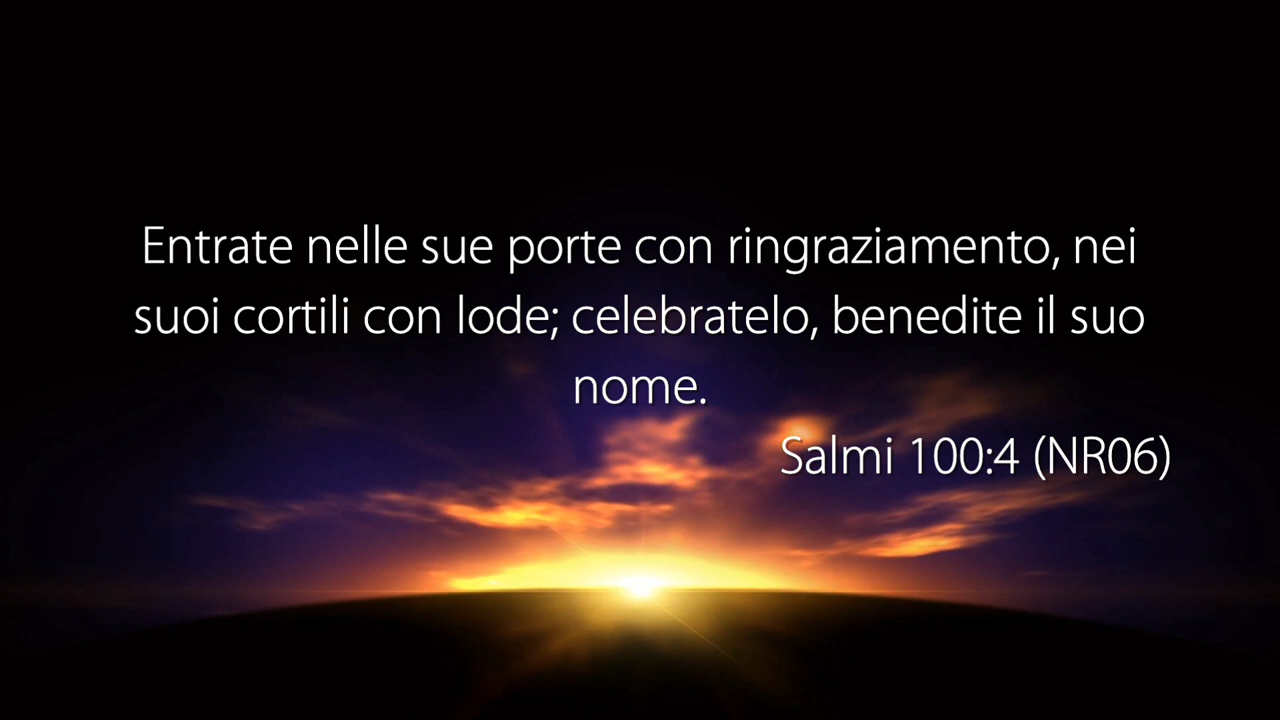 Entrate nelle sue porte con ringraziamento, nei
suoi cortili con lode; celebratelo, benedite il suo
nome.
Salmi 100:4 (NR06)